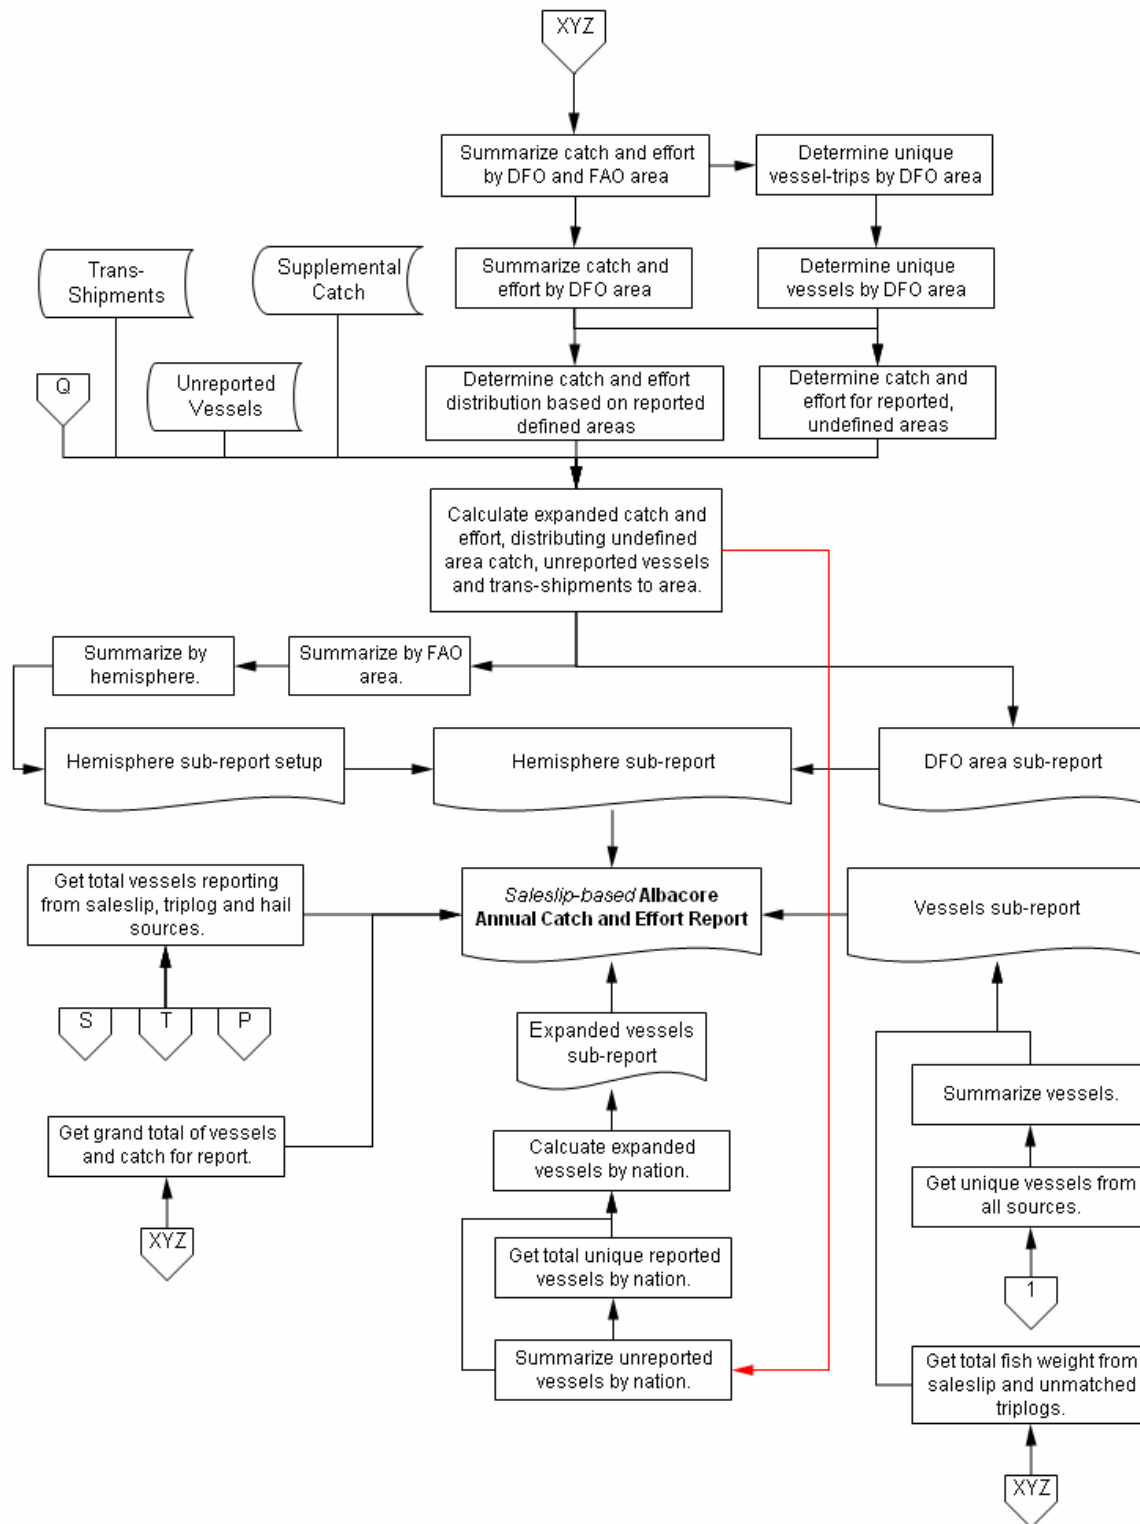 XYZ
Summarize catch and effort
by DFO and FAO area
Determine unique
vessel-trips by DFO area
Trans-
Shipments
Supplemental
Catch
Summarize catch and
effort by DFO area
Determine unique
vessels by DFO area
Q
Unreported
Vessels
Determine catch and effort
distribution based on reported
defined areas
Determine catch and
effort for reported,
undefined areas
Calculate expanded catch and
effort, distributing undefined
area catch, unreported vessels
and trans-shipments to area.
Summarize by
hemisphere.
Summarize by FAO
area.
Hemisphere sub-report setup
Hemisphere sub-report
DFO area sub-report
Get total vessels reporting
from saleslip, triplog and hail
sources.
Saleslip-based Albacore
Annual Catch and Effort Report
Vessels sub-report
S
T
P
Expanded vessels
sub-report
Summarize vessels.
Get grand total of vessels
and catch for report.
Calcuate expanded
vessels by nation.
Get unique vessels from
all sources.
XYZ
Get total unique reported
vessels by nation.
1
Summarize unreported
vessels by nation.
Get total fish weight from
saleslip and unmatched
triplogs.
XYZ